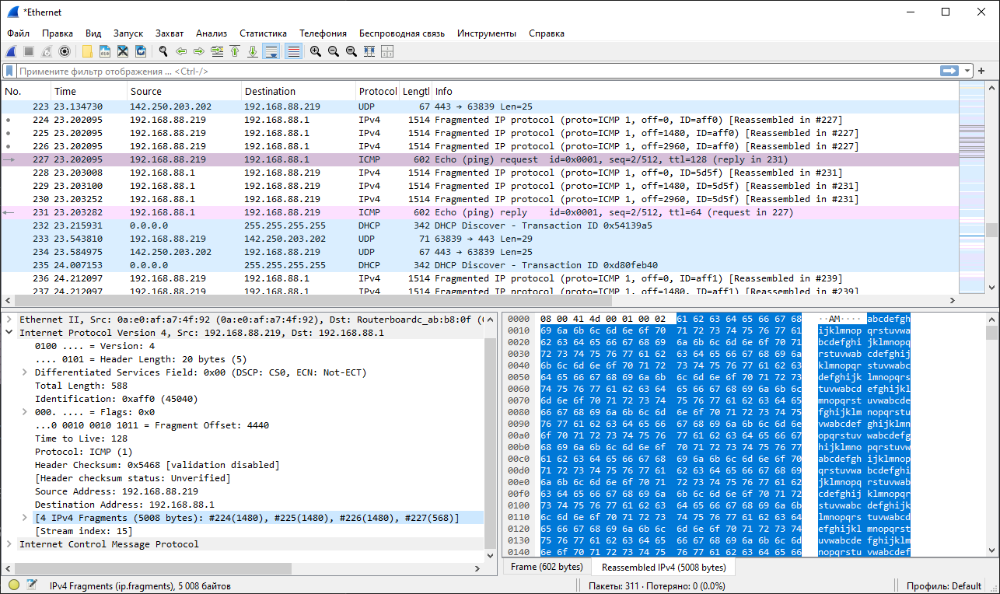 *Ethernet
Файл Правка Вид Запуск Захват Анализ Статистика Телефония Беспроводная связь Инструменты Справка
Примените фильтр отображения ... <Ctrl-/>
No. Time Source Destination Protocol Lengtl Info
223 23.134730 142.250.203.202 192.168.88.219 UDP 67 443 → 63839 Len=25
224 23.202095 192.168.88.219 192.168.88.1 IPv4 1514 Fragmented IP protocol (proto=ICMP 1, off=0, ID=aff0) [Reassembled in #227]
225 23.202095 192.168.88.219 192.168.88.1 IPv4 1514 Fragmented IP protocol (proto=ICMP 1, off=1480, ID=aff0) [Reassembled in #227]
226 23.202095 192.168.88.219 192.168.88.1 IPv4 1514 Fragmented IP protocol (proto=ICMP 1, off=2960, ID=aff0) [Reassembled in #227]
227 23.202095 192.168.88.219 192.168.88.1 ICMP 602 Echo (ping) request id=0x0001, seq=2/512, ttl=128 (reply in 231)
228 23.203008 192.168.88.1 192.168.88.219 IPv4 1514 Fragmented IP protocol (proto=ICMP 1, off=0, ID=5d5f) [Reassembled in #231]
229 23.203100 192.168.88.1 192.168.88.219 IPv4 1514 Fragmented IP protocol (proto=ICMP 1, off=1480, ID=5d5f) [Reassembled in #231]
230 23.203252 192.168.88.1 192.168.88.219 IPv4 1514 Fragmented IP protocol (proto=ICMP 1, off=2960, ID=5d5f) [Reassembled in #231]
231 23.203282 192.168.88.1 192.168.88.219 ICMP 602 Echo (ping) reply id=0x0001, seq=2/512, ttl=64 (request in 227)
232 23.215931 0.0.0.0 255.255.255.255 DHCP 342 DHCP Discover - Transaction ID 0x54139a5
233 23.543810 192.168.88.219 142.250.203.202 UDP 71 63839 → 443 Len=29
234 23.584975 142.250.203.202 192.168.88.219 UDP 67 443 → 63839 Len=25
235 24.007153 0.0.0.0 255.255.255.255 DHCP 342 DHCP Discover - Transaction ID 0xd80feb40
236 24.212097 192.168.88.219 192.168.88.1 IPv4 1514 Fragmented IP protocol (proto=ICMP 1, off=0, ID=aff1) [Reassembled in #239]
237 24.212097 192.168.88.219 192.168.88.1 IPv4 1514 Fragmented IP protocol (proto=ICMP 1, off=1480, ID=aff1) [Reassembled in #239]
Ethernet II, Src: 0a:e0:af:a7:4f:92 (0a:e0:af:a7:4f:92), Dst: Routerboardc_ab:b8:0f (
Internet Protocol Version 4, Src: 192.168.88.219, Dst: 192.168.88.1
0100 .... = Version: 4
.... 0101 = Header Length: 20 bytes (5)
Differentiated Services Field: 0x00 (DSCP: CS0, ECN: Not-ECT)
Total Length: 588
Identification: 0xaff0 (45040)
000. .... = Flags: 0x0
...0 0010 0010 1011 = Fragment Offset: 4440
Time to Live: 128
Protocol: ICMP (1)
Header Checksum: 0x5468 [validation disabled]
[Header checksum status: Unverified]
Source Address: 192.168.88.219
Destination Address: 192.168.88.1
[4 IPv4 Fragments (5008 bytes): #224(1480), #225(1480), #226(1480), #227(568)]
[Stream index: 15]
Internet Control Message Protocol
0000 08 00 41 4d 00 01 00 02 61 62 63 64 65 66 67 68 ··AM···· abcdefgh
0010 69 6a 6b 6c 6d 6e 6f 70 71 72 73 74 75 76 77 61 ijklmnop qrstuvwa
0020 62 63 64 65 66 67 68 69 6a 6b 6c 6d 6e 6f 70 71 bcdefghi jklmnopq
0030 72 73 74 75 76 77 61 62 63 64 65 66 67 68 69 6a rstuvwab cdefghij
0040 6b 6c 6d 6e 6f 70 71 72 73 74 75 76 77 61 62 63 klmnopqr stuvwabc
0050 64 65 66 67 68 69 6a 6b 6c 6d 6e 6f 70 71 72 73 defghijk lmnopqrs
0060 74 75 76 77 61 62 63 64 65 66 67 68 69 6a 6b 6c tuvwabcd efghijkl
0070 6d 6e 6f 70 71 72 73 74 75 76 77 61 62 63 64 65 mnopqrst uvwabcde
0080 66 67 68 69 6a 6b 6c 6d 6e 6f 70 71 72 73 74 75 fghijklm nopqrstu
0090 76 77 61 62 63 64 65 66 67 68 69 6a 6b 6c 6d 6e vwabcdef ghijklmn
00a0 6f 70 71 72 73 74 75 76 77 61 62 63 64 65 66 67 opqrstuv wabcdefg
00b0 68 69 6a 6b 6c 6d 6e 6f 70 71 72 73 74 75 76 77 hijklmno pqrstuvw
00c0 61 62 63 64 65 66 67 68 69 6a 6b 6c 6d 6e 6f 70 abcdefgh ijklmnop
00d0 71 72 73 74 75 76 77 61 62 63 64 65 66 67 68 69 qrstuvwa bcdefghi
00e0 6a 6b 6c 6d 6e 6f 70 71 72 73 74 75 76 77 61 62 jklmnopq rstuvwab
00f0 63 64 65 66 67 68 69 6a 6b 6c 6d 6e 6f 70 71 72 cdefghij klmnopqr
0100 73 74 75 76 77 61 62 63 64 65 66 67 68 69 6a 6b stuvwabc defghijk
0110 6c 6d 6e 6f 70 71 72 73 74 75 76 77 61 62 63 64 lmnopqrs tuvwabcd
0120 65 66 67 68 69 6a 6b 6c 6d 6e 6f 70 71 72 73 74 efghijkl mnopqrst
0130 75 76 77 61 62 63 64 65 66 67 68 69 6a 6b 6c 6d uvwabcde fghijklm
0140 6e 6f 70 71 72 73 74 75 76 77 61 62 63 64 65 66 nopqrstu vwabcdef
Frame (602 bytes) Reassembled IPv4 (5008 bytes)
IPv4 Fragments (ip.fragments), 5 008 байтов Пакеты: 311 · Потеряно: 0 (0.0%) Профиль: Default